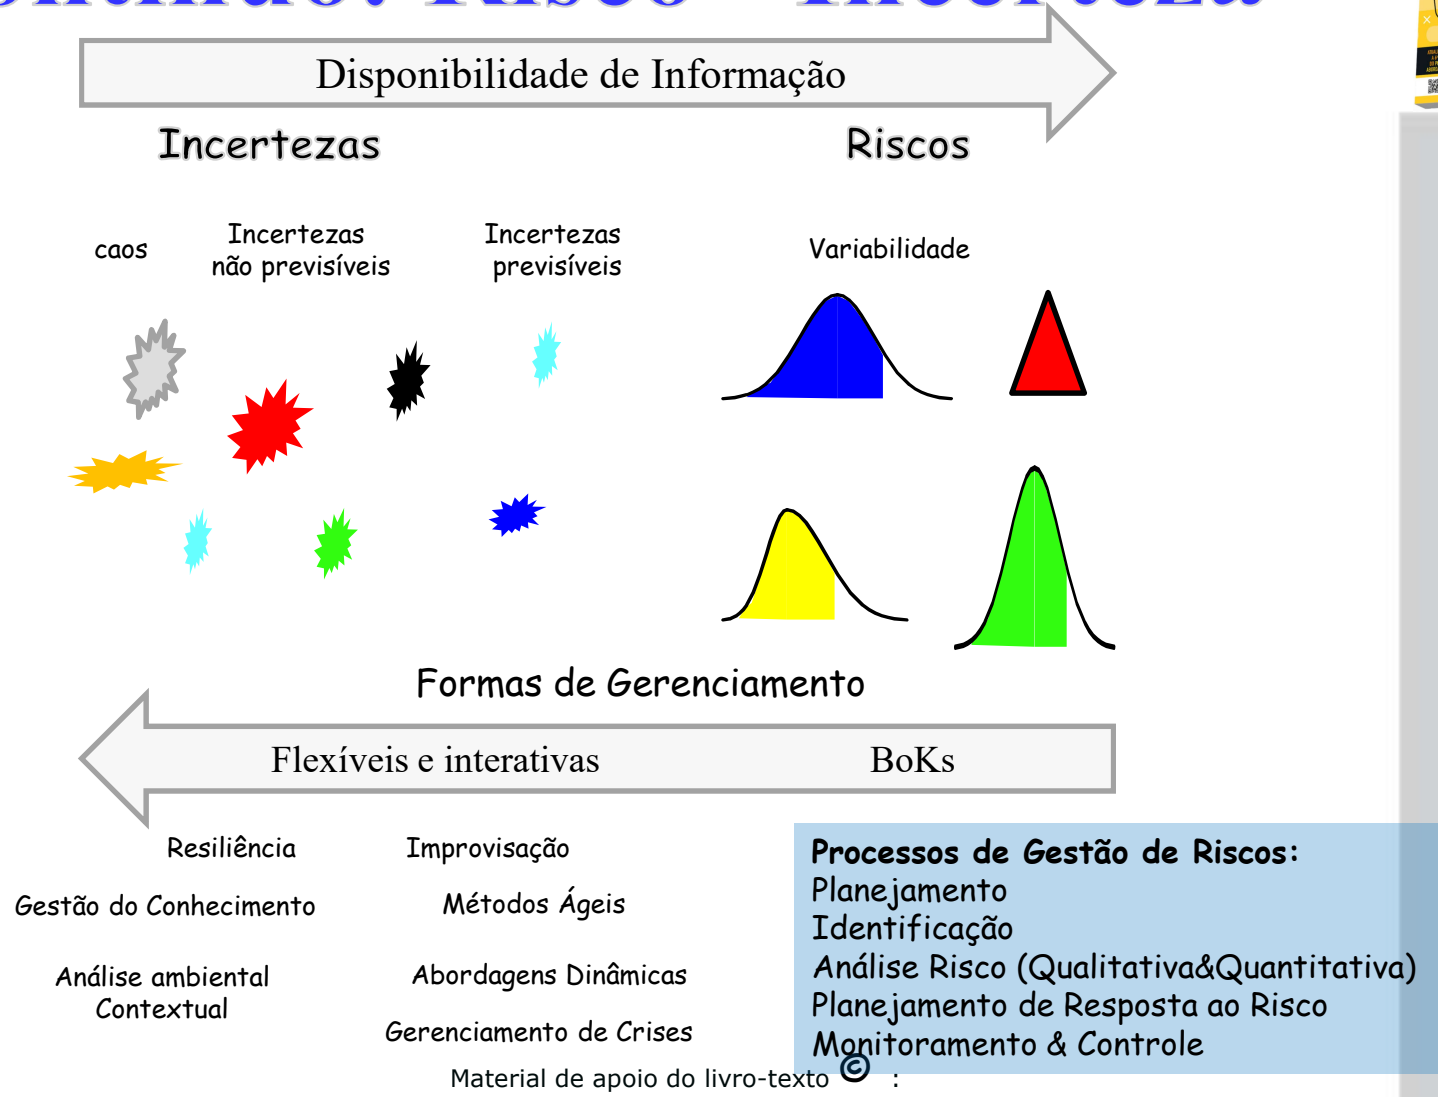 Risco - Incerteza
Disponibilidade de Informação
Incertezas
Riscos
caos
Incertezas
não previsíveis
Incertezas
previsíveis
Variabilidade
Formas de Gerenciamento
Flexíveis e interativas
BoKs
Resiliência
Improvisação
Gestão do Conhecimento
Métodos Ágeis
Análise ambiental
Contextual
Abordagens Dinâmicas
Gerenciamento de Crises
Processos de Gestão de Riscos:
Planejamento
Identificação
Análise Risco (Qualitativa&Quantitativa)
Planejamento de Resposta ao Risco
Monitoramento & Controle
Material de apoio do livro-texto © :